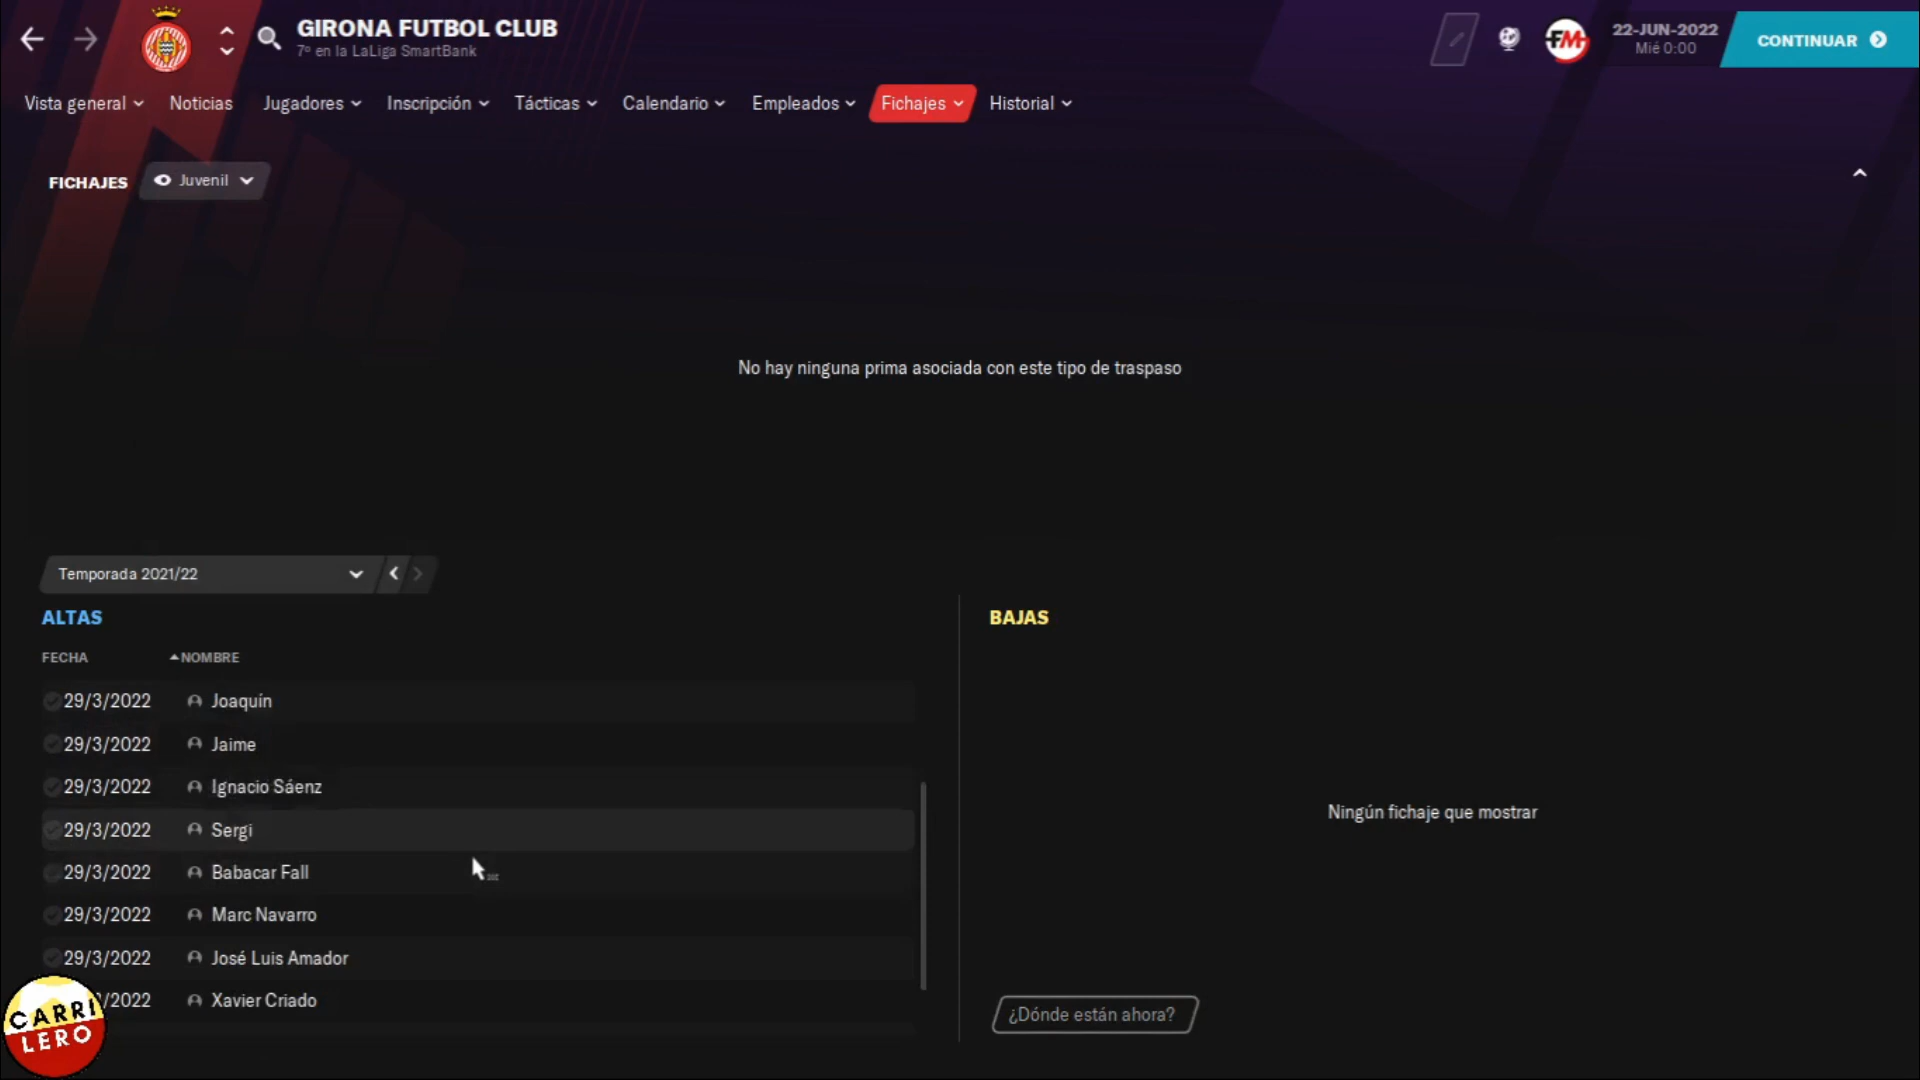 GIRONA FUTBOL CLUB
7º en la LaLiga SmartBank
FM
22-JUN-2022
Mié 0:00
CONTINUAR
Vista general
Noticias
Jugadores
Inscripción
Tácticas
Calendario
Empleados
Fichajes
Historial
FICHAJES
Juvenil
No hay ninguna prima asociada con este tipo de traspaso
Temporada 2021/22
ALTAS
FECHA NOMBRE
29/3/2022 Joaquín
29/3/2022 Jaime
29/3/2022 Ignacio Sáenz
29/3/2022 Sergi
29/3/2022 Babacar Fall
29/3/2022 Marc Navarro
29/3/2022 José Luis Amador
/2022 Xavier Criado
BAJAS
Ningún fichaje que mostrar
¿Dónde están ahora?
CARRI
LERO